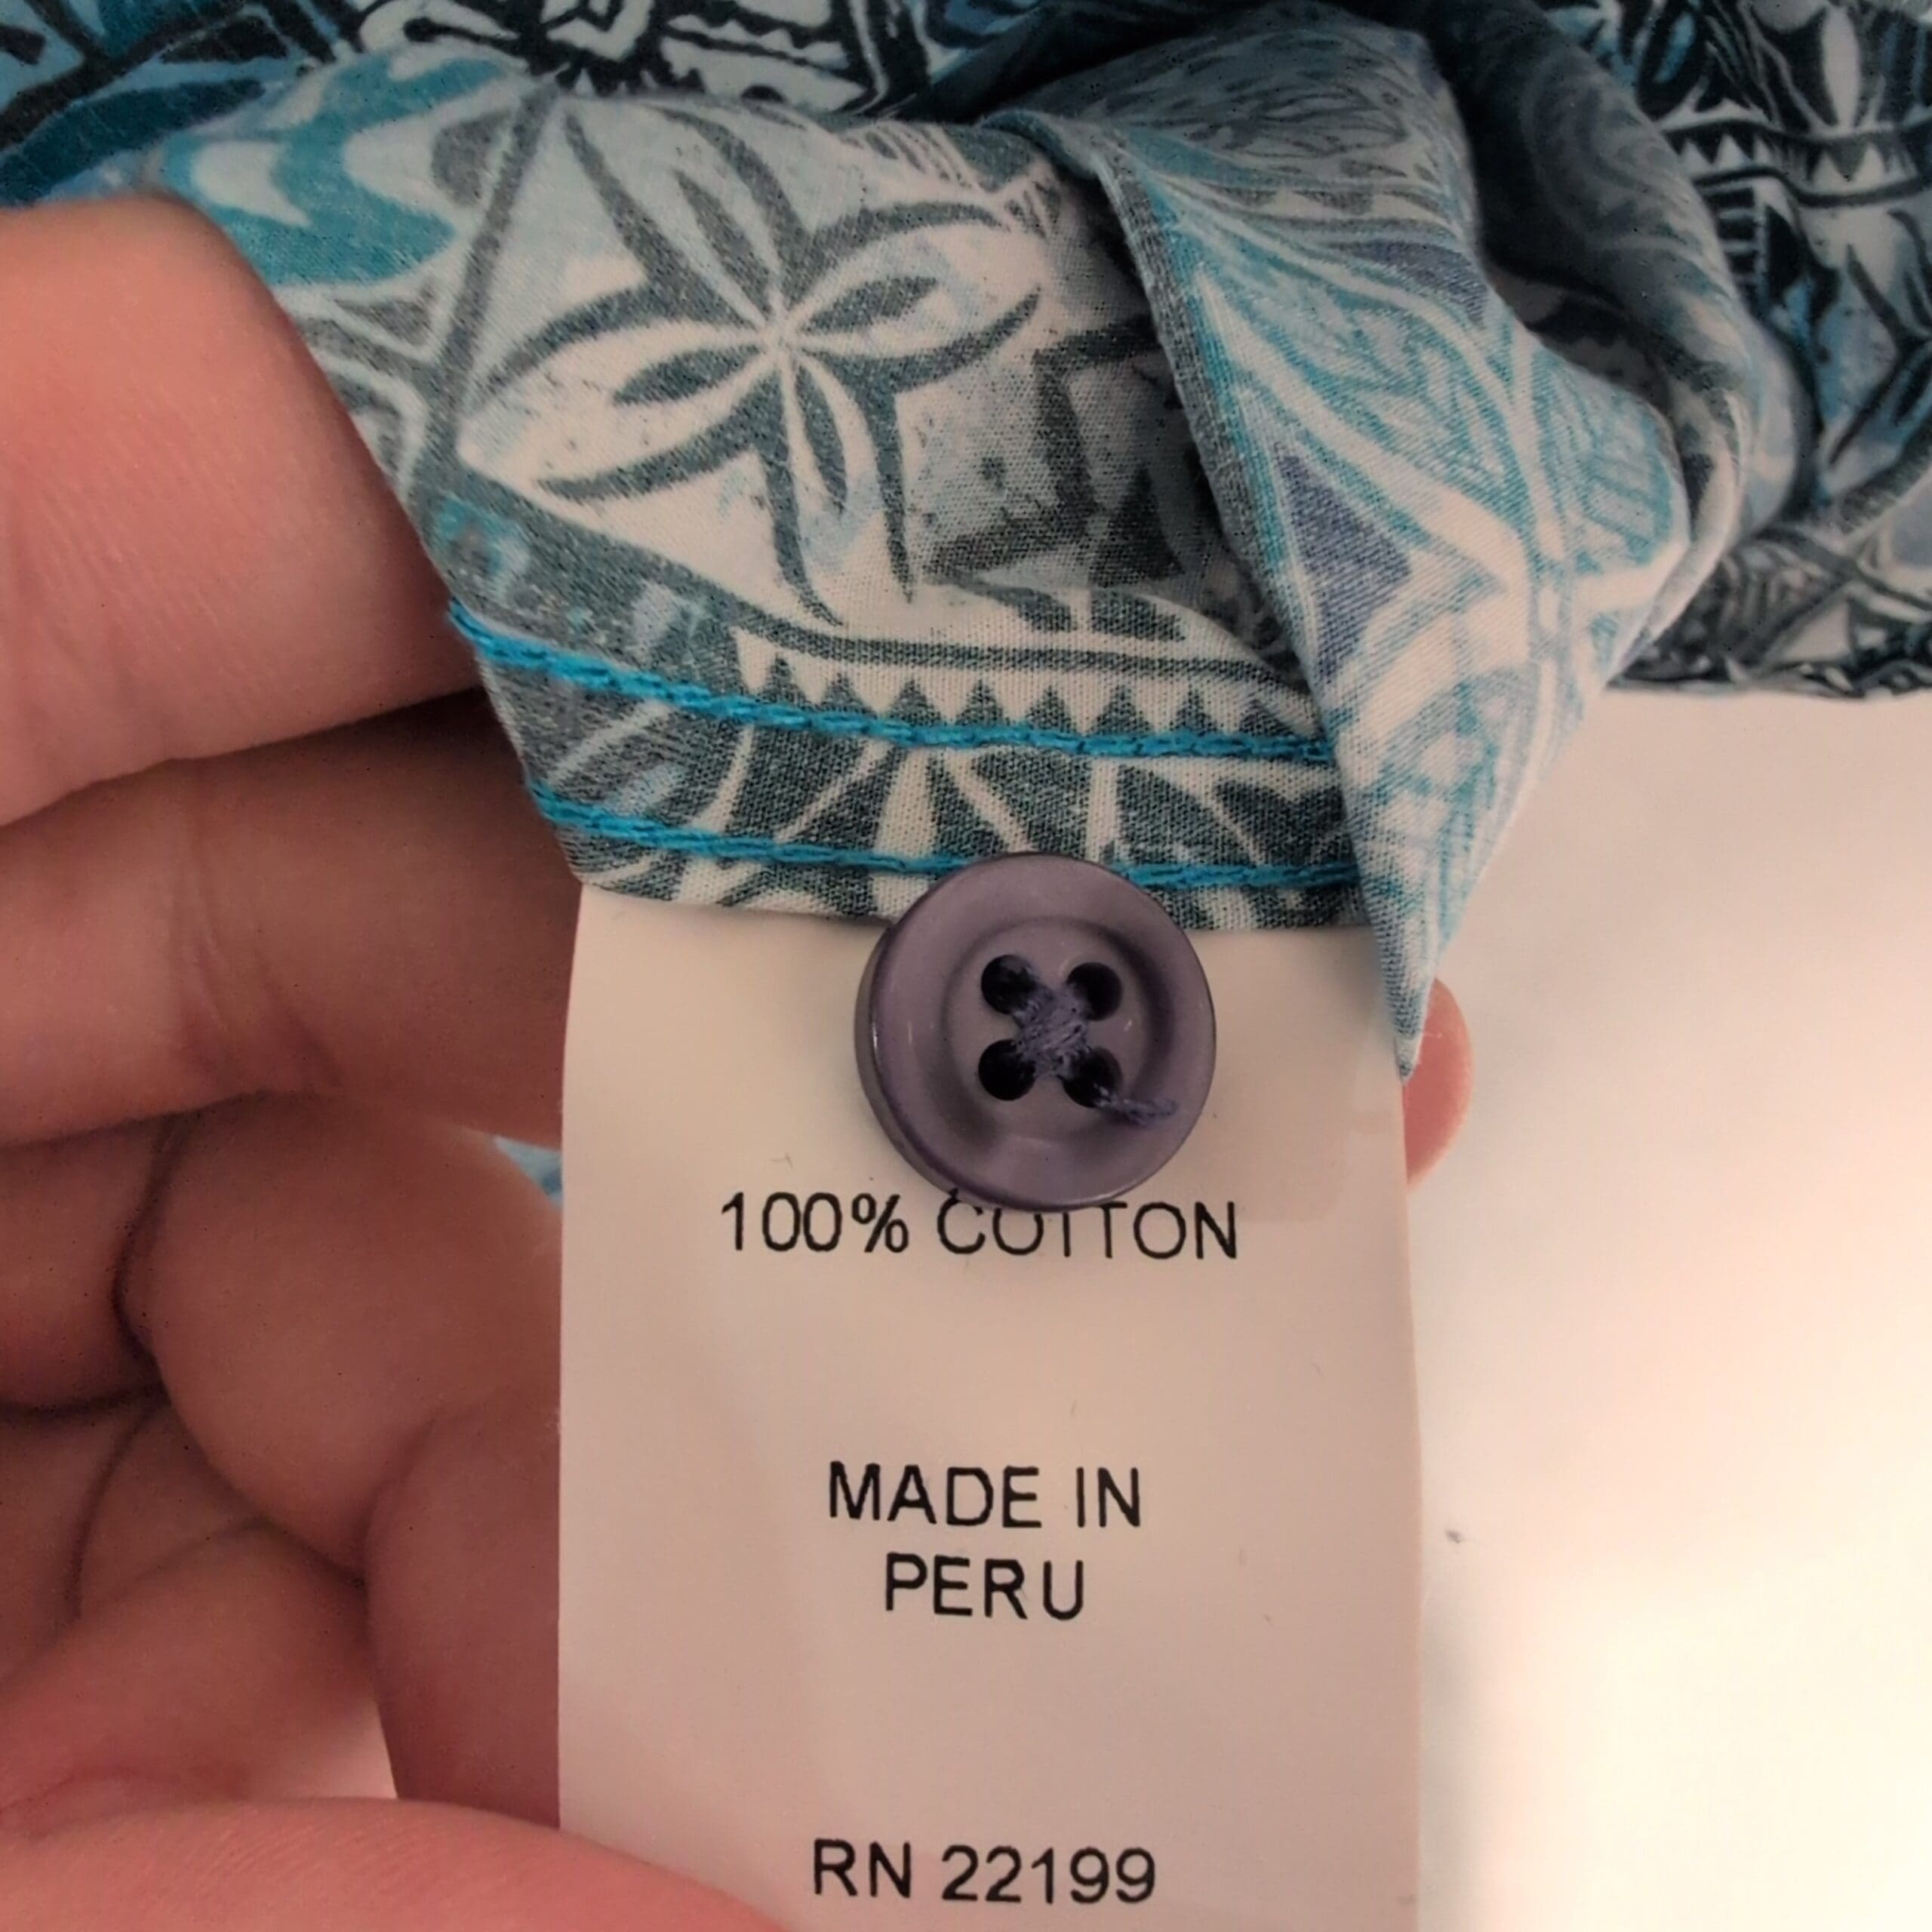 100% COTTON
MADE IN
PERU
RN 22199